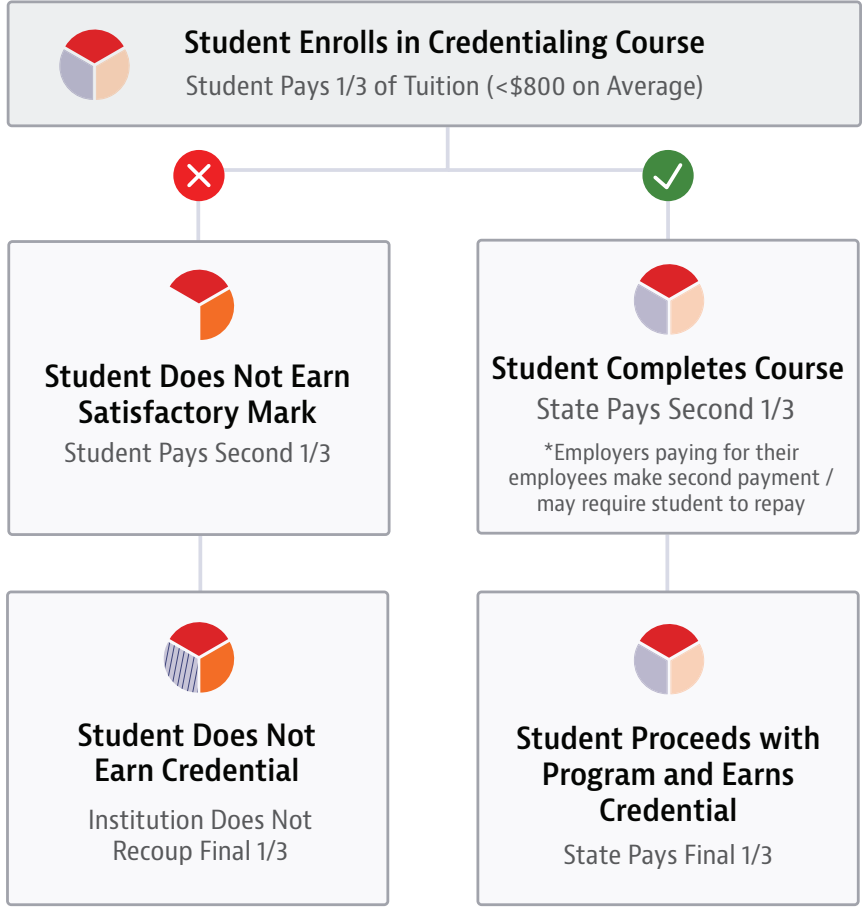 Student Enrolls in Credentialing Course
Student Pays 1/3 of Tuition (<$800 on Average)
Student Does Not Earn
Satisfactory Mark
Student Pays Second 1/3
Student Completes Course
State Pays Second 1/3
*Employers paying for their
employees make second payment /
may require student to repay
Student Does Not
Earn Credential
Institution Does Not
Recoup Final 1/3
Student Proceeds with
Program and Earns
Credential
State Pays Final 1/3